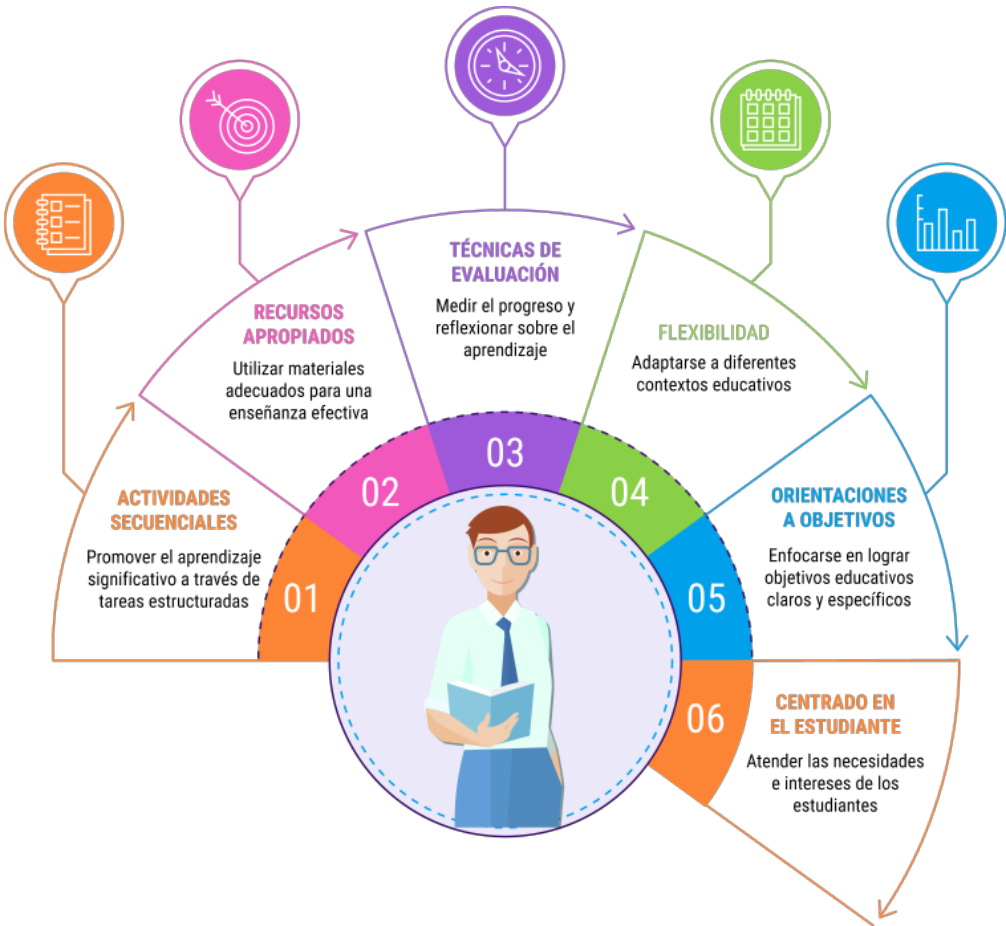 01
ACTIVIDADES
SECUENCIALES
Promover el aprendizaje
significativo a través de
tareas estructuradas
02
RECURSOS
APROPIADOS
Utilizar materiales
adecuados para una
enseñanza efectiva
03
TÉCNICAS DE
EVALUACIÓN
Medir el progreso y
reflexionar sobre el
aprendizaje
04
FLEXIBILIDAD
Adaptarse a diferentes
contextos educativos
05
ORIENTACIONES
A OBJETIVOS
Enfocarse en lograr
objetivos educativos
claros y específicos
06
CENTRADO EN
EL ESTUDIANTE
Atender las necesidades
e intereses de los
estudiantes